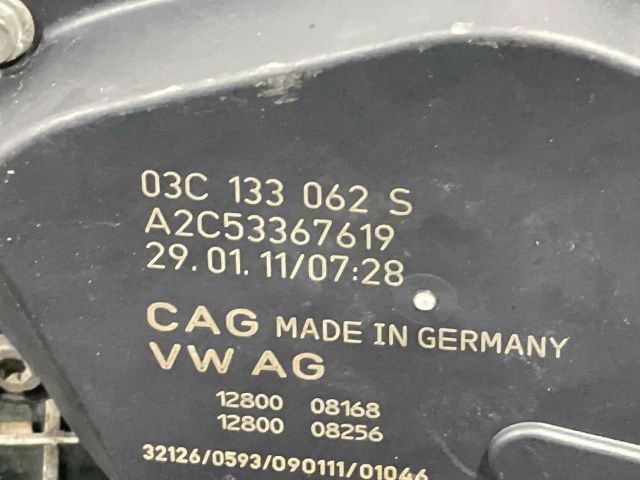 03C 133 062 S
A2C53367619
29.01.11/07:28
CAG MADE IN GERMANY
VW AG
12800 08168
12800 08256
32126/0593/090111/01046